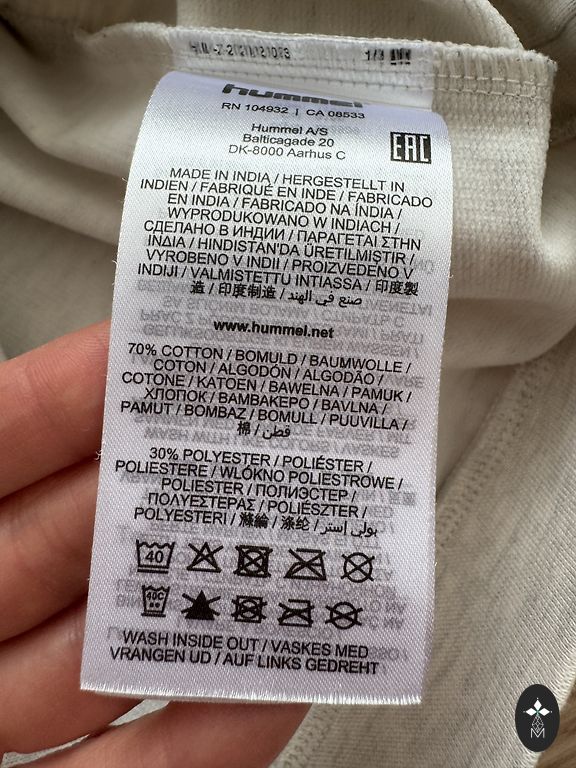 hummel
RN 104932 | CA 08533
Hummel A/S
Balticagade 20
DK-8000 Aarhus C
EAC
MADE IN INDIA / HERGESTELLT IN
INDIEN / FABRIQUÉ EN INDE / FABRICADO
EN INDIA / FABRICADO NA ÍNDIA /
WYPRODUKOWANO W INDIACH /
СДЕЛАНО В ИНДИИ / ΠΑΡΑΓΕΤΑΙ ΣΤΗΝ
ΙΝΔΙΑ / HINDISTAN'DA ÜRETILMIŞTIR /
VYROBENO V INDII / PROIZVEDENO V
INDIJI / VALMISTETTU INTIASSA / 印度製
造 / 印度制造 / صنع في الهند
www.hummel.net
70% COTTON / BOMULD / BAUMWOLLE /
COTON / ALGODÓN / ALGODÃO /
COTONE / KATOEN / BAWEŁNA / PAMUK /
ХЛОПОК / ΒΑΜΒΑΚΕΡΟ / BAVLNA /
PAMUT / BOMBAŽ / BOMULL / PUUVILLA /
棉 / قطن
30% POLYESTER / POLIÉSTER /
POLIESTERE / WŁÓKNO POLIESTROWE /
POLIESTER / ПОЛИЭСТЕР /
ΠΟΛΥΕΣΤΕΡΑΣ / POLIÉSZTER /
POLYESTERI / 滌綸 / 涤纶 / بولي إستر
40
40C
WASH INSIDE OUT / VASKES MED
VRANGEN UD / AUF LINKS GEDREHT
M